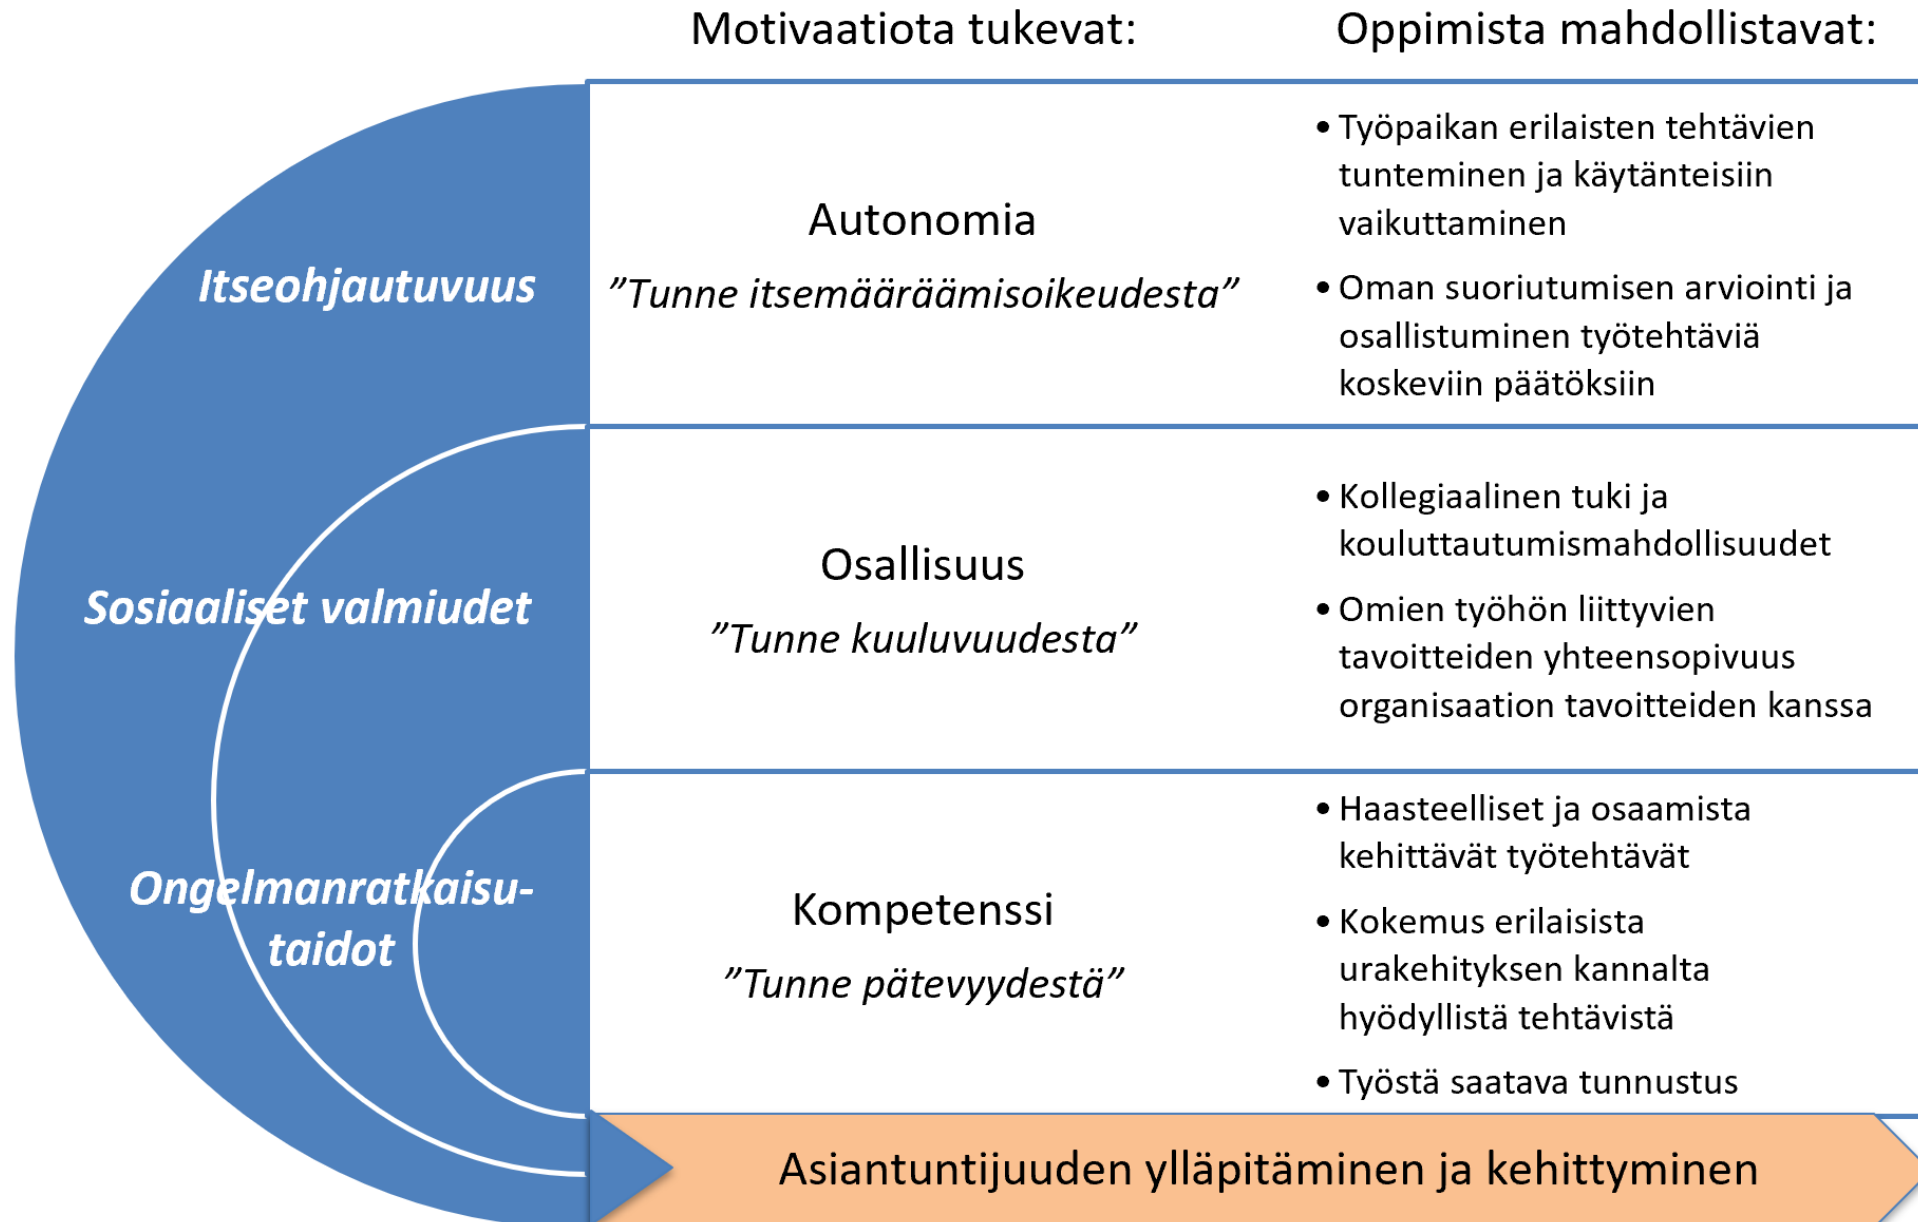 Motivaatiota tukevat:
Oppimista mahdollistavat:
Itseohjautuvuus
Autonomia
”Tunne itsemääräämisoikeudesta”
• Työpaikan erilaisten tehtävien
tunteminen ja käytänteisiin
vaikuttaminen
• Oman suoriutumisen arviointi ja
osallistuminen työtehtäviä
koskeviin päätöksiin
Sosiaaliset valmiudet
Osallisuus
”Tunne kuuluvuudesta”
• Kollegiaalinen tuki ja
kouluttautumismahdollisuudet
• Omien työhön liittyvien
tavoitteiden yhteensopivuus
organisaation tavoitteiden kanssa
Ongelmanratkaisu-
taidot
Kompetenssi
”Tunne pätevyydestä”
• Haasteelliset ja osaamista
kehittävät työtehtävät
• Kokemus erilaisista
urakehityksen kannalta
hyödyllistä tehtävistä
• Työstä saatava tunnustus
Asiantuntijuuden ylläpitäminen ja kehittyminen